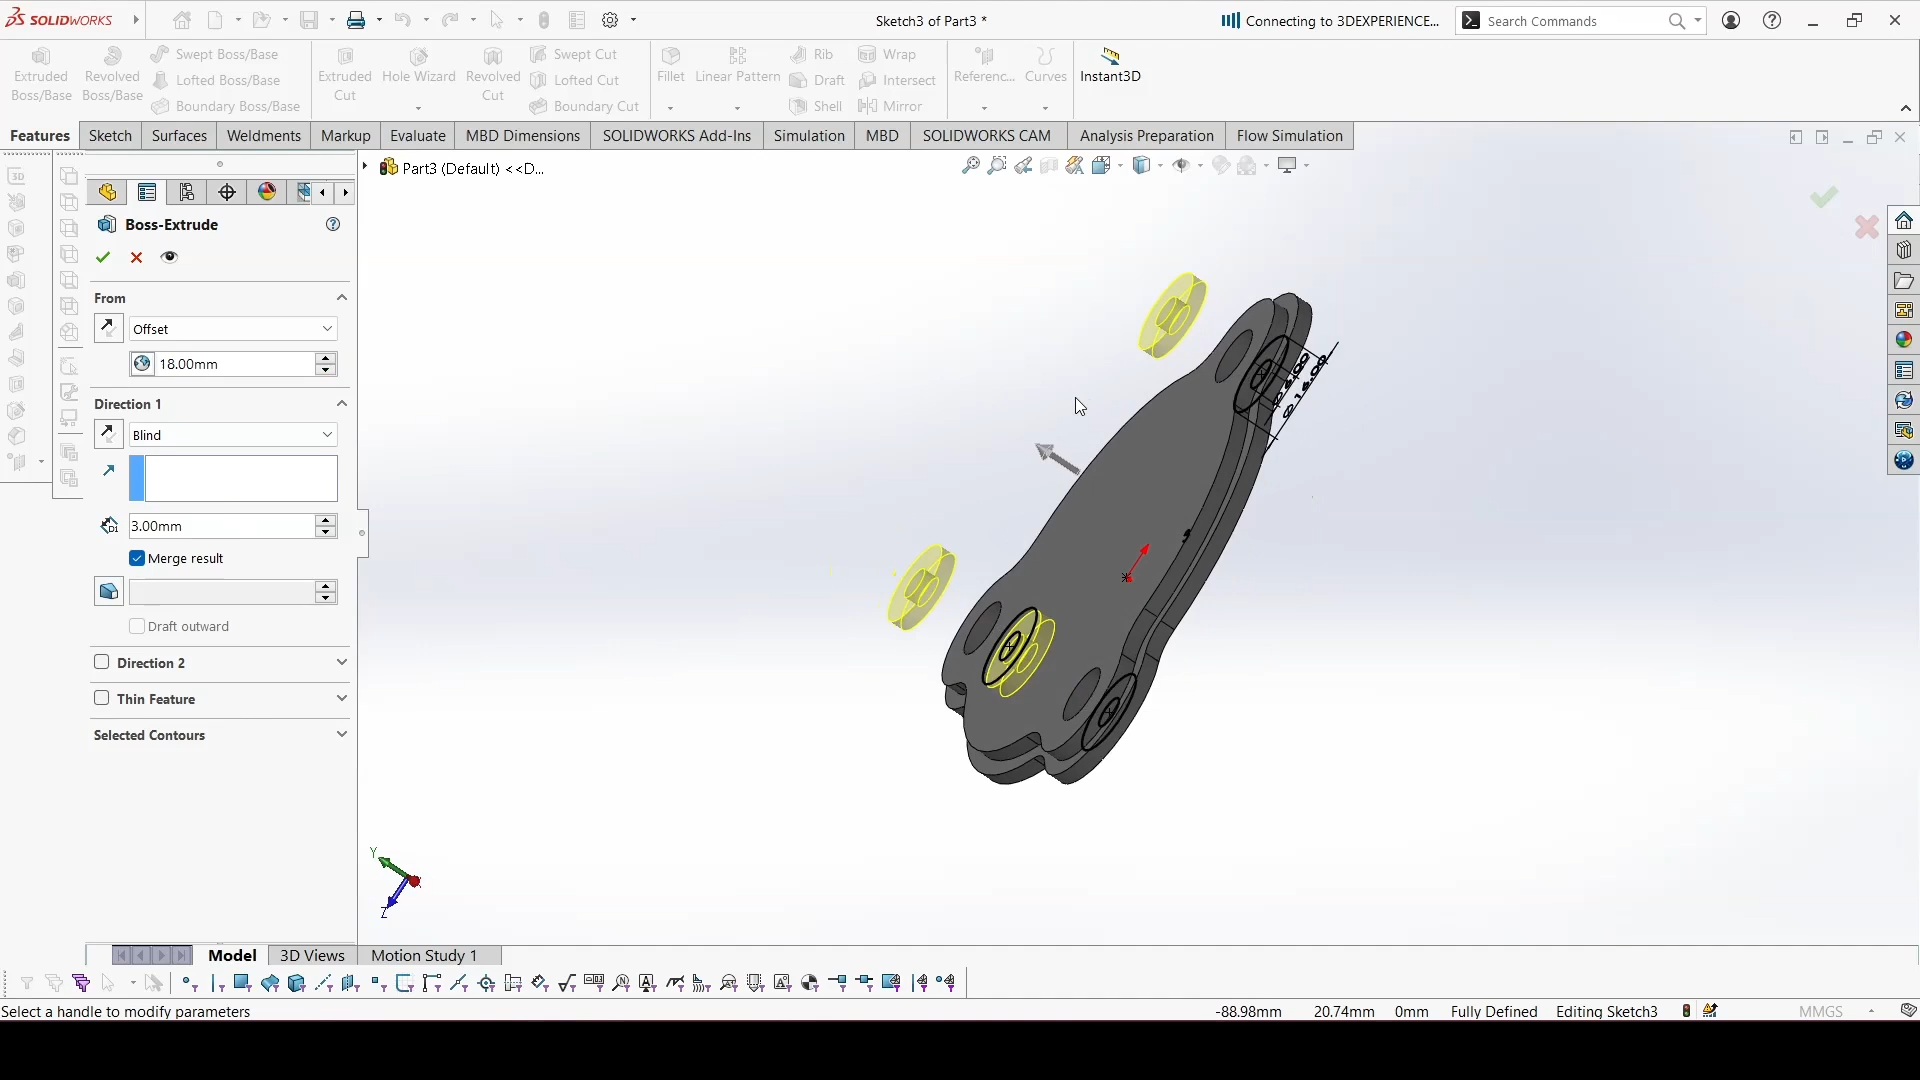 SOLIDWORKS
Sketch3 of Part3 *
Connecting to 3DEXPERIENCE...
Search Commands
Extruded Boss/Base
Revolved Boss/Base
Swept Boss/Base
Lofted Boss/Base
Boundary Boss/Base
Extruded Cut
Hole Wizard
Revolved Cut
Swept Cut
Lofted Cut
Boundary Cut
Fillet
Linear Pattern
Rib
Draft
Shell
Wrap
Intersect
Mirror
Referenc...
Curves
Instant3D
Features
Sketch
Surfaces
Weldments
Markup
Evaluate
MBD Dimensions
SOLIDWORKS Add-Ins
Simulation
MBD
SOLIDWORKS CAM
Analysis Preparation
Flow Simulation
Part3 (Default) <<D...
Boss-Extrude
From
Offset
18.00mm
Direction 1
Blind
3.00mm
Merge result
Draft outward
Direction 2
Thin Feature
Selected Contours
Y
Z
Model
3D Views
Motion Study 1
Select a handle to modify parameters
-88.98mm
20.74mm
0mm
Fully Defined
Editing Sketch3
MMGS